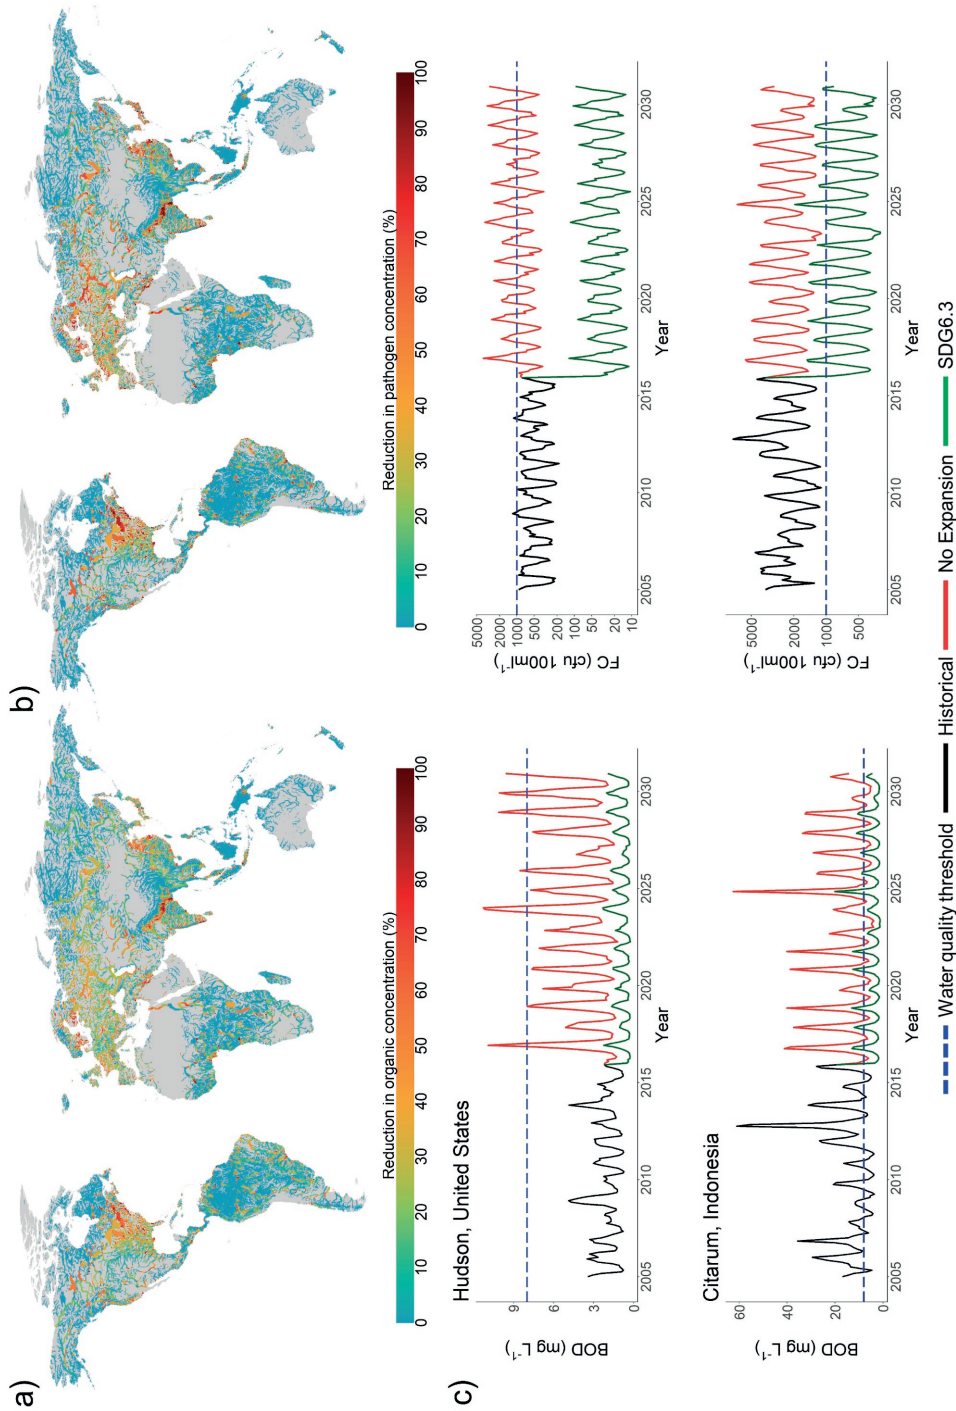 a)
0 10 20 30 40 50 60 70 80 90 100
Reduction in organic concentration (%)
b)
0 10 20 30 40 50 60 70 80 90 100
Reduction in pathogen concentration (%)
c)
Hudson, United States
BOD (mg L⁻¹)
9
6
3
0
2005 2010 2015 2020 2025 2030
Year
FC (cfu 100ml⁻¹)
5000
2000
1000
500
200
100
50
20
10
2005 2010 2015 2020 2025 2030
Year
Citarum, Indonesia
BOD (mg L⁻¹)
60
40
20
0
2005 2010 2015 2020 2025 2030
Year
FC (cfu 100ml⁻¹)
5000
2000
1000
500
2005 2010 2015 2020 2025 2030
Year
Water quality threshold Historical No Expansion SDG6.3